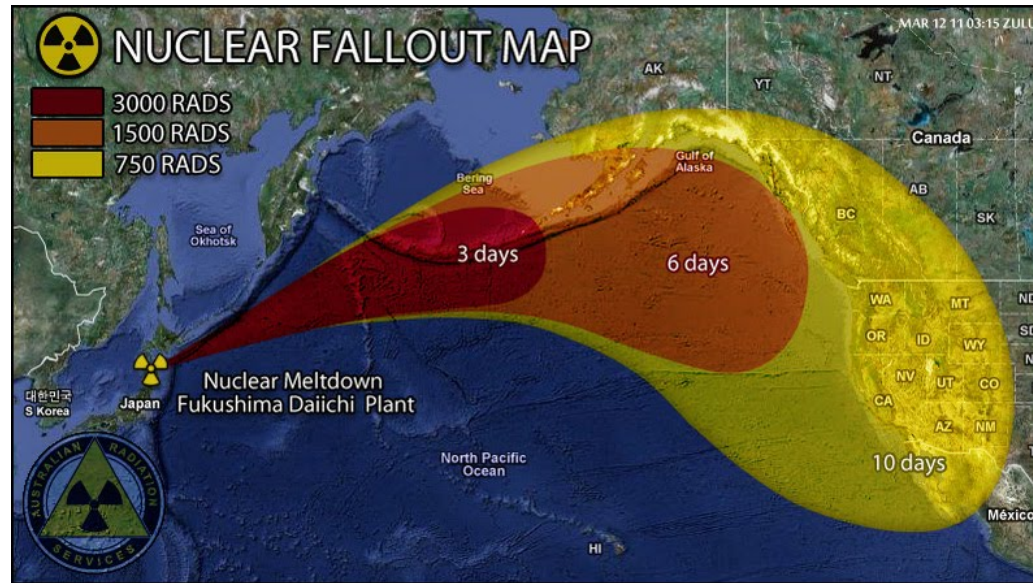 MAR 12 11 03:15 ZULU
NUCLEAR FALLOUT MAP
3000 RADS
1500 RADS
750 RADS
AK
YT
NT
Canada
Gulf of
Alaska
Bering
Sea
AB
SK
BC
Sea of
Okhotsk
3 days
6 days
WA
MT
ND
OR
ID
SD
WY
NV
UT
CO
CA
AZ
NM
10 days
México
대한민국
S Korea
Japan
Nuclear Meltdown
Fukushima Daiichi Plant
North Pacific
Ocean
HI
AUSTRALIAN RADIATION
SERVICES